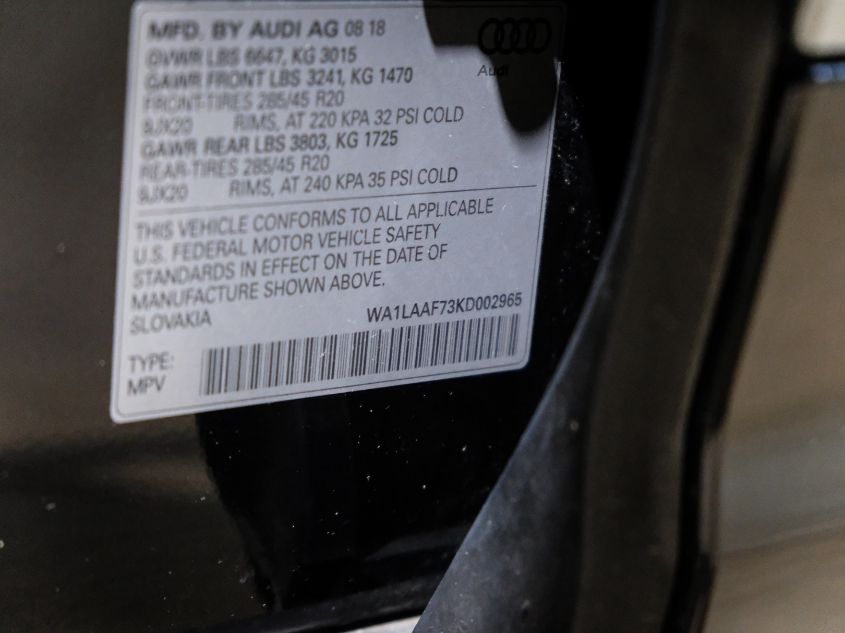 MFD. BY AUDI AG 08 18
GVWR LBS 6647, KG 3015
GAWR FRONT LBS 3241, KG 1470
FRONT-TIRES 285/45 R20
9JX20 RIMS, AT 220 KPA 32 PSI COLD
GAWR REAR LBS 3803, KG 1725
REAR-TIRES 285/45 R20
9JX20 RIMS, AT 240 KPA 35 PSI COLD
Audi
THIS VEHICLE CONFORMS TO ALL APPLICABLE
U.S. FEDERAL MOTOR VEHICLE SAFETY
STANDARDS IN EFFECT ON THE DATE OF
MANUFACTURE SHOWN ABOVE.
SLOVAKIA WA1LAAF73KD002965
TYPE:
MPV